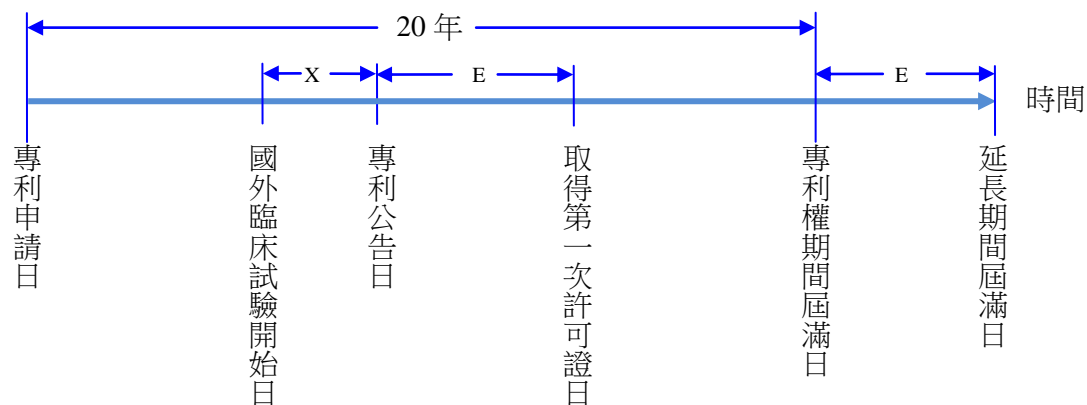 20 年
X
E
E
時間
專利申請日
國外臨床試驗開始日
專利公告日
取得第一次許可證日
專利權期間屆滿日
延長期間屆滿日